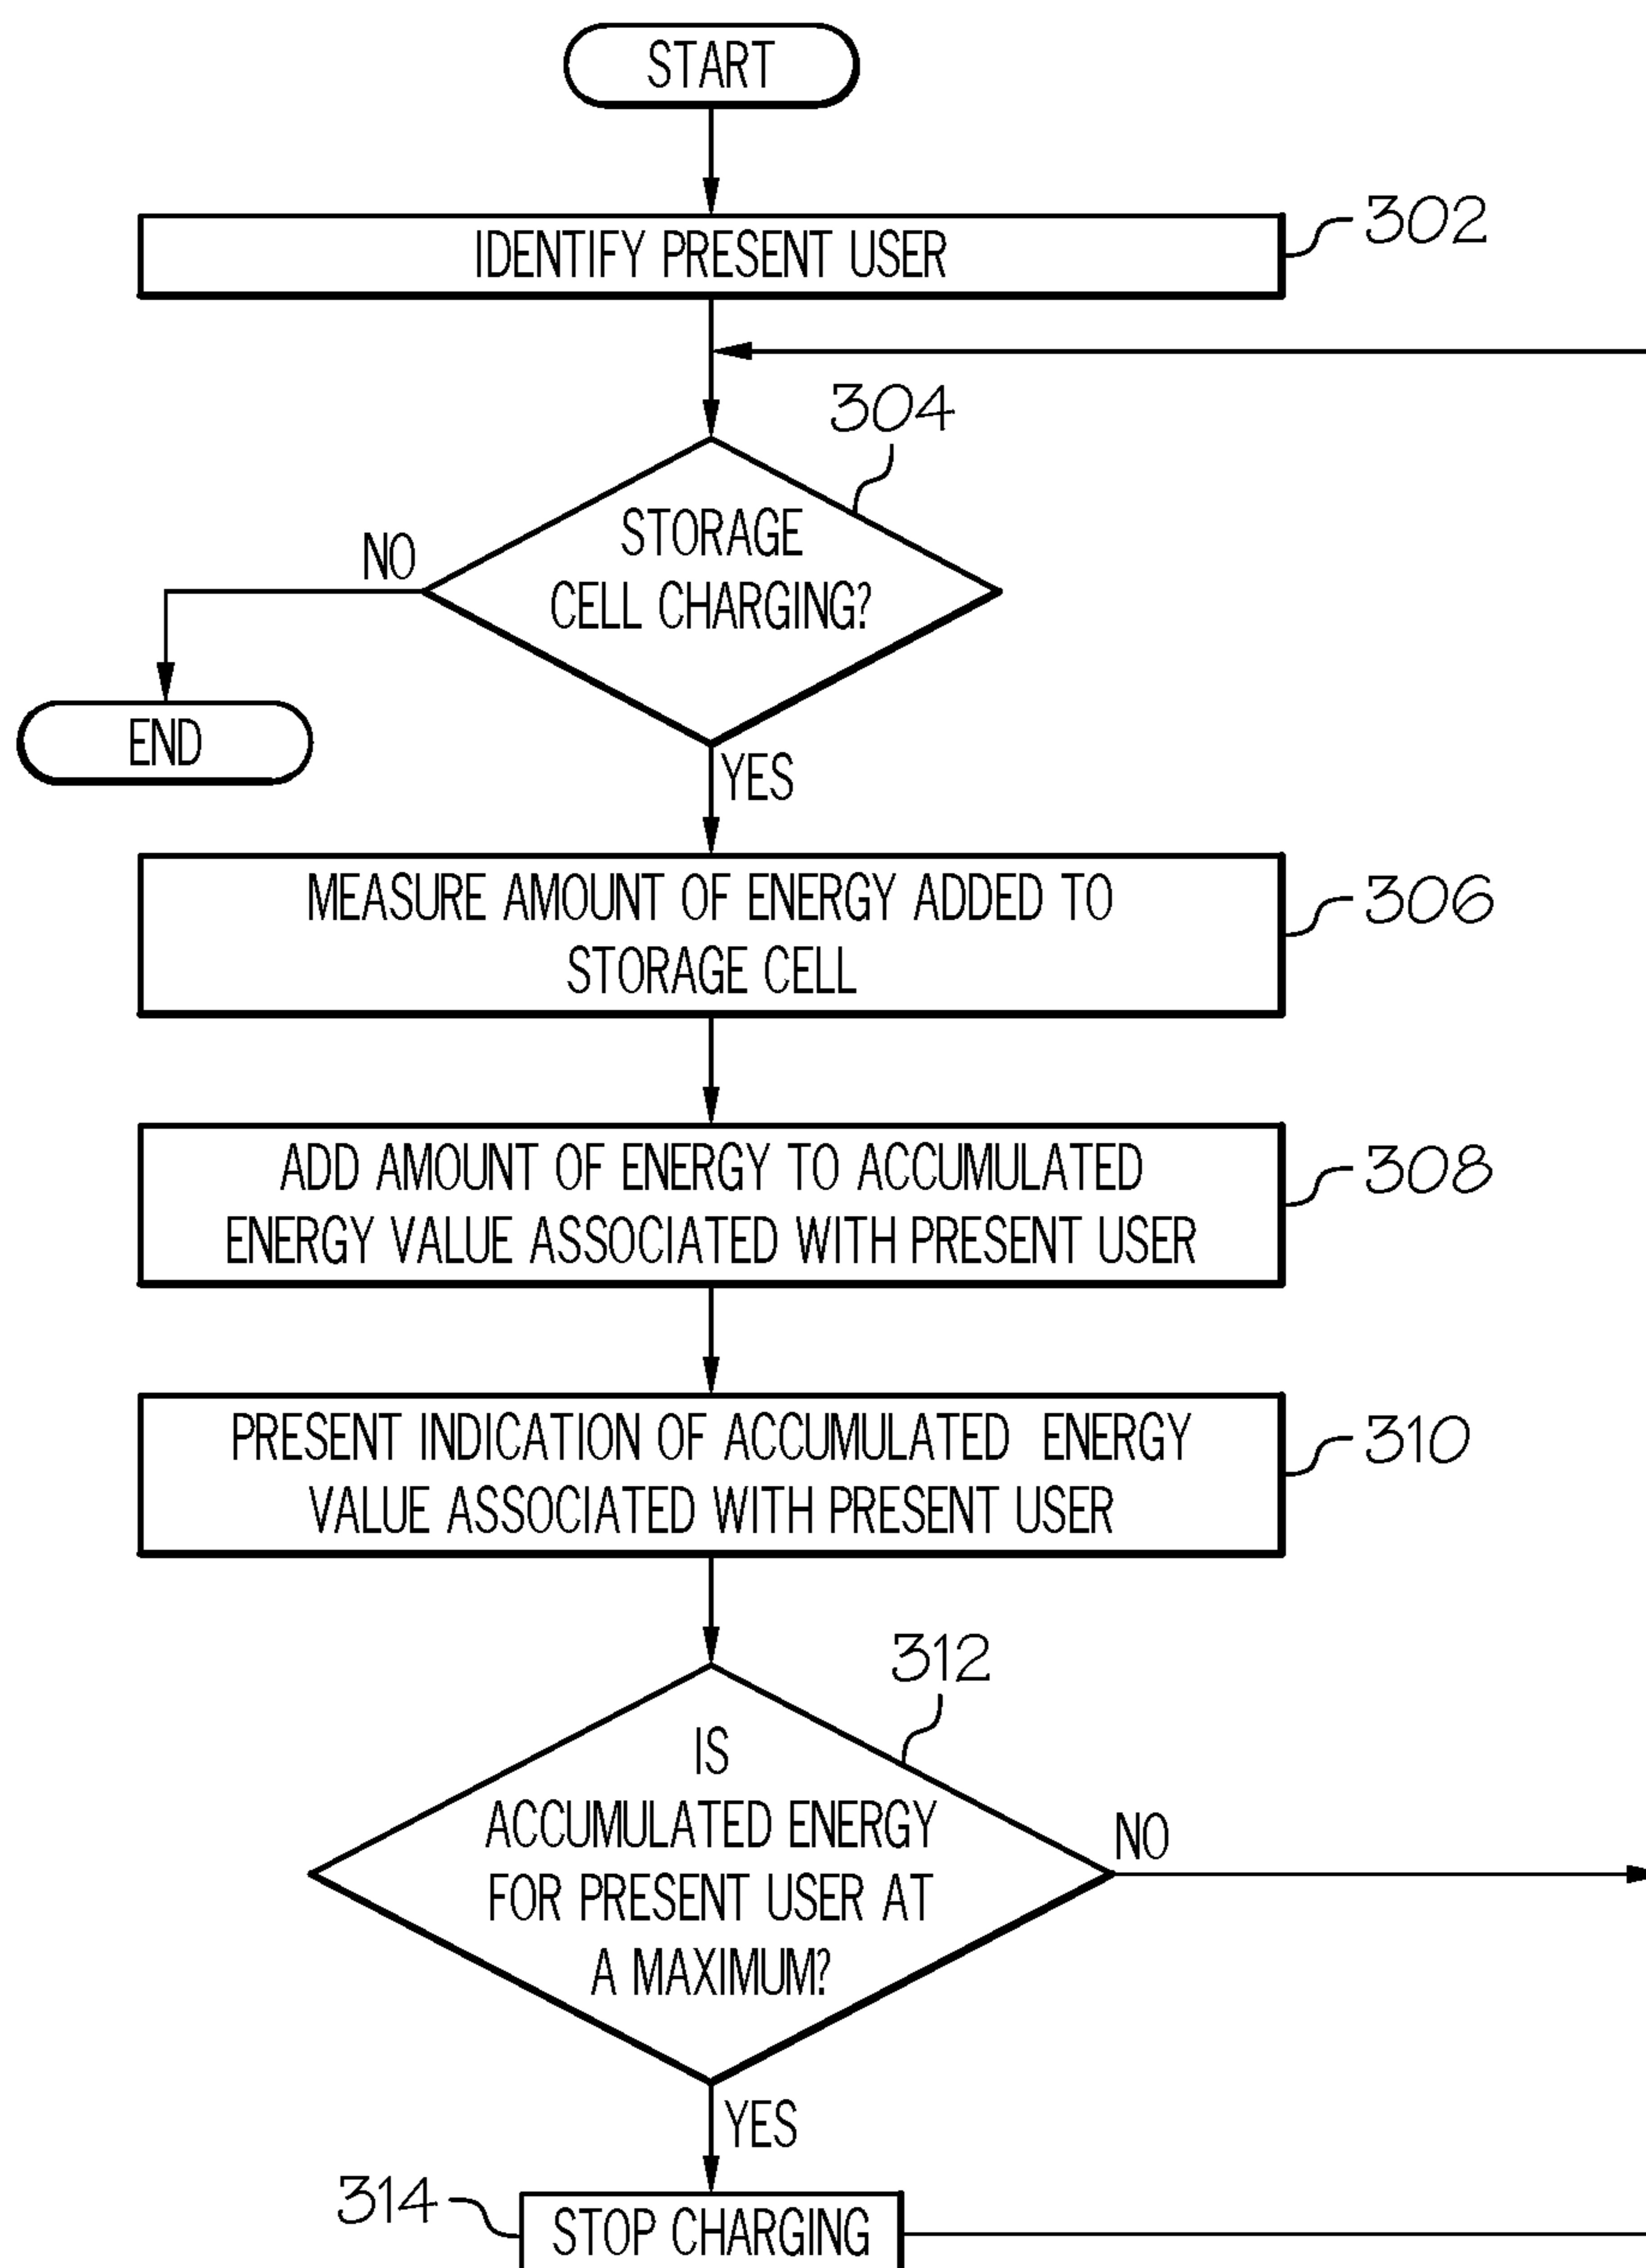 START
IDENTIFY PRESENT USER
302
304
STORAGE
CELL CHARGING?
NO
END
YES
MEASURE AMOUNT OF ENERGY ADDED TO
STORAGE CELL
306
ADD AMOUNT OF ENERGY TO ACCUMULATED
ENERGY VALUE ASSOCIATED WITH PRESENT USER
308
PRESENT INDICATION OF ACCUMULATED ENERGY
VALUE ASSOCIATED WITH PRESENT USER
310
312
IS
ACCUMULATED ENERGY
FOR PRESENT USER AT
A MAXIMUM?
NO
YES
314
STOP CHARGING